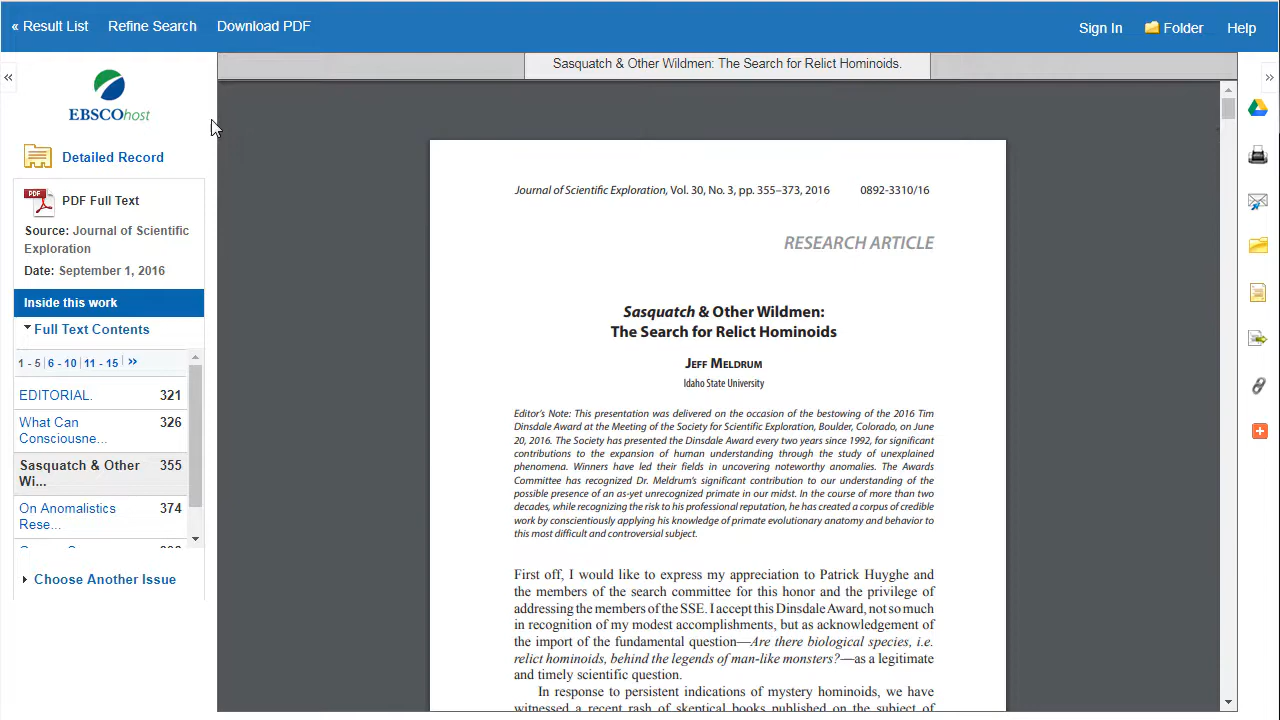 « Result List Refine Search Download PDF
Sign In Folder Help
«
Sasquatch & Other Wildmen: The Search for Relict Hominoids.
»
EBSCOhost
Detailed Record
PDF
PDF Full Text
Source: Journal of Scientific
Exploration
Date: September 1, 2016
Inside this work
Full Text Contents
1 - 5 6 - 10 11 - 15 »
EDITORIAL. 321
What Can 326
Consciousne...
Sasquatch & Other 355
Wi...
On Anomalistics 374
Rese...
Choose Another Issue
Journal of Scientific Exploration, Vol. 30, No. 3, pp. 355–373, 2016 0892-3310/16
RESEARCH ARTICLE
Sasquatch & Other Wildmen:
The Search for Relict Hominoids
Jeff Meldrum
Idaho State University
Editor's Note: This presentation was delivered on the occasion of the bestowing of the 2016 Tim
Dinsdale Award at the Meeting of the Society for Scientific Exploration, Boulder, Colorado, on June
20, 2016. The Society has presented the Dinsdale Award every two years since 1992, for significant
contributions to the expansion of human understanding through the study of unexplained
phenomena. Winners have led their fields in uncovering noteworthy anomalies. The Awards
Committee has recognized Dr. Meldrum's significant contribution to our understanding of the
possible presence of an as-yet unrecognized primate in our midst. In the course of more than two
decades, while recognizing the risk to his professional reputation, he has created a corpus of credible
work by conscientiously applying his knowledge of primate evolutionary anatomy and behavior to
this most difficult and controversial subject.
First off, I would like to express my appreciation to Patrick Huyghe and
the members of the search committee for this honor and the privilege of
addressing the members of the SSE. I accept this Dinsdale Award, not so much
in recognition of my modest accomplishments, but as acknowledgement of
the import of the fundamental question—Are there biological species, i.e.
relict hominoids, behind the legends of man-like monsters?—as a legitimate
and timely scientific question.
In response to persistent indications of mystery hominoids, we have
witnessed a recent rash of skeptical books published on the subject of